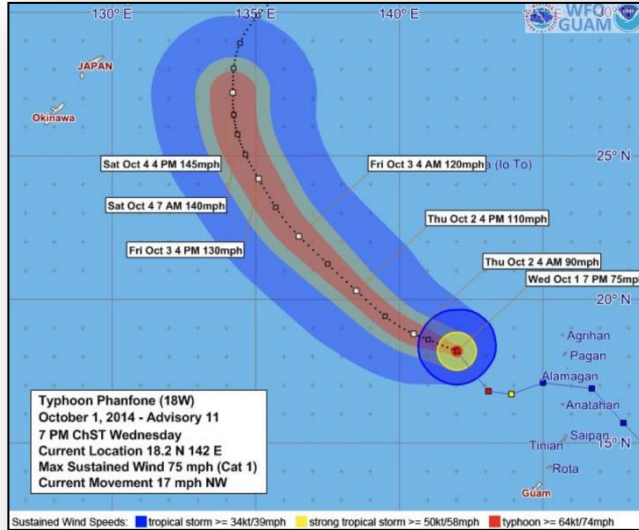 130°E
135°E
140°E
WFO
GUAM
JAPAN
Okinawa
25°N
(Io To)
Sat Oct 4 4 PM 145mph
Fri Oct 3 4 AM 120mph
Sat Oct 4 7 AM 140mph
Thu Oct 2 4 PM 110mph
Fri Oct 3 4 PM 130mph
Thu Oct 2 4 AM 90mph
Wed Oct 1 7 PM 75mph
20°N
Agrihan
Pagan
Alamagan
Anatahan
Saipan
Tinian
15°N
Rota
Guam
Typhoon Phanfone (18W)
October 1, 2014 - Advisory 11
7 PM ChST Wednesday
Current Location 18.2 N 142 E
Max Sustained Wind 75 mph (Cat 1)
Current Movement 17 mph NW
Sustained Wind Speeds: tropical storm >= 34kt/39mph strong tropical storm >= 50kt/58mph typhoon >= 64kt/74mph